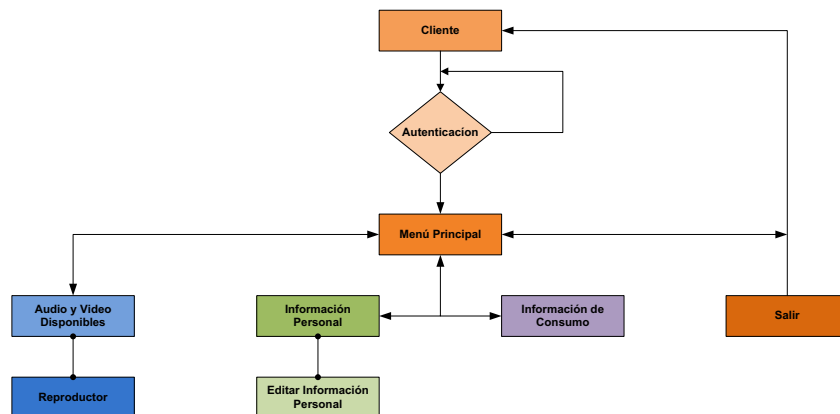 Cliente
Autenticacion
Menú Principal
Audio y Video
Disponibles
Información
Personal
Información de
Consumo
Salir
Reproductor
Editar Información
Personal